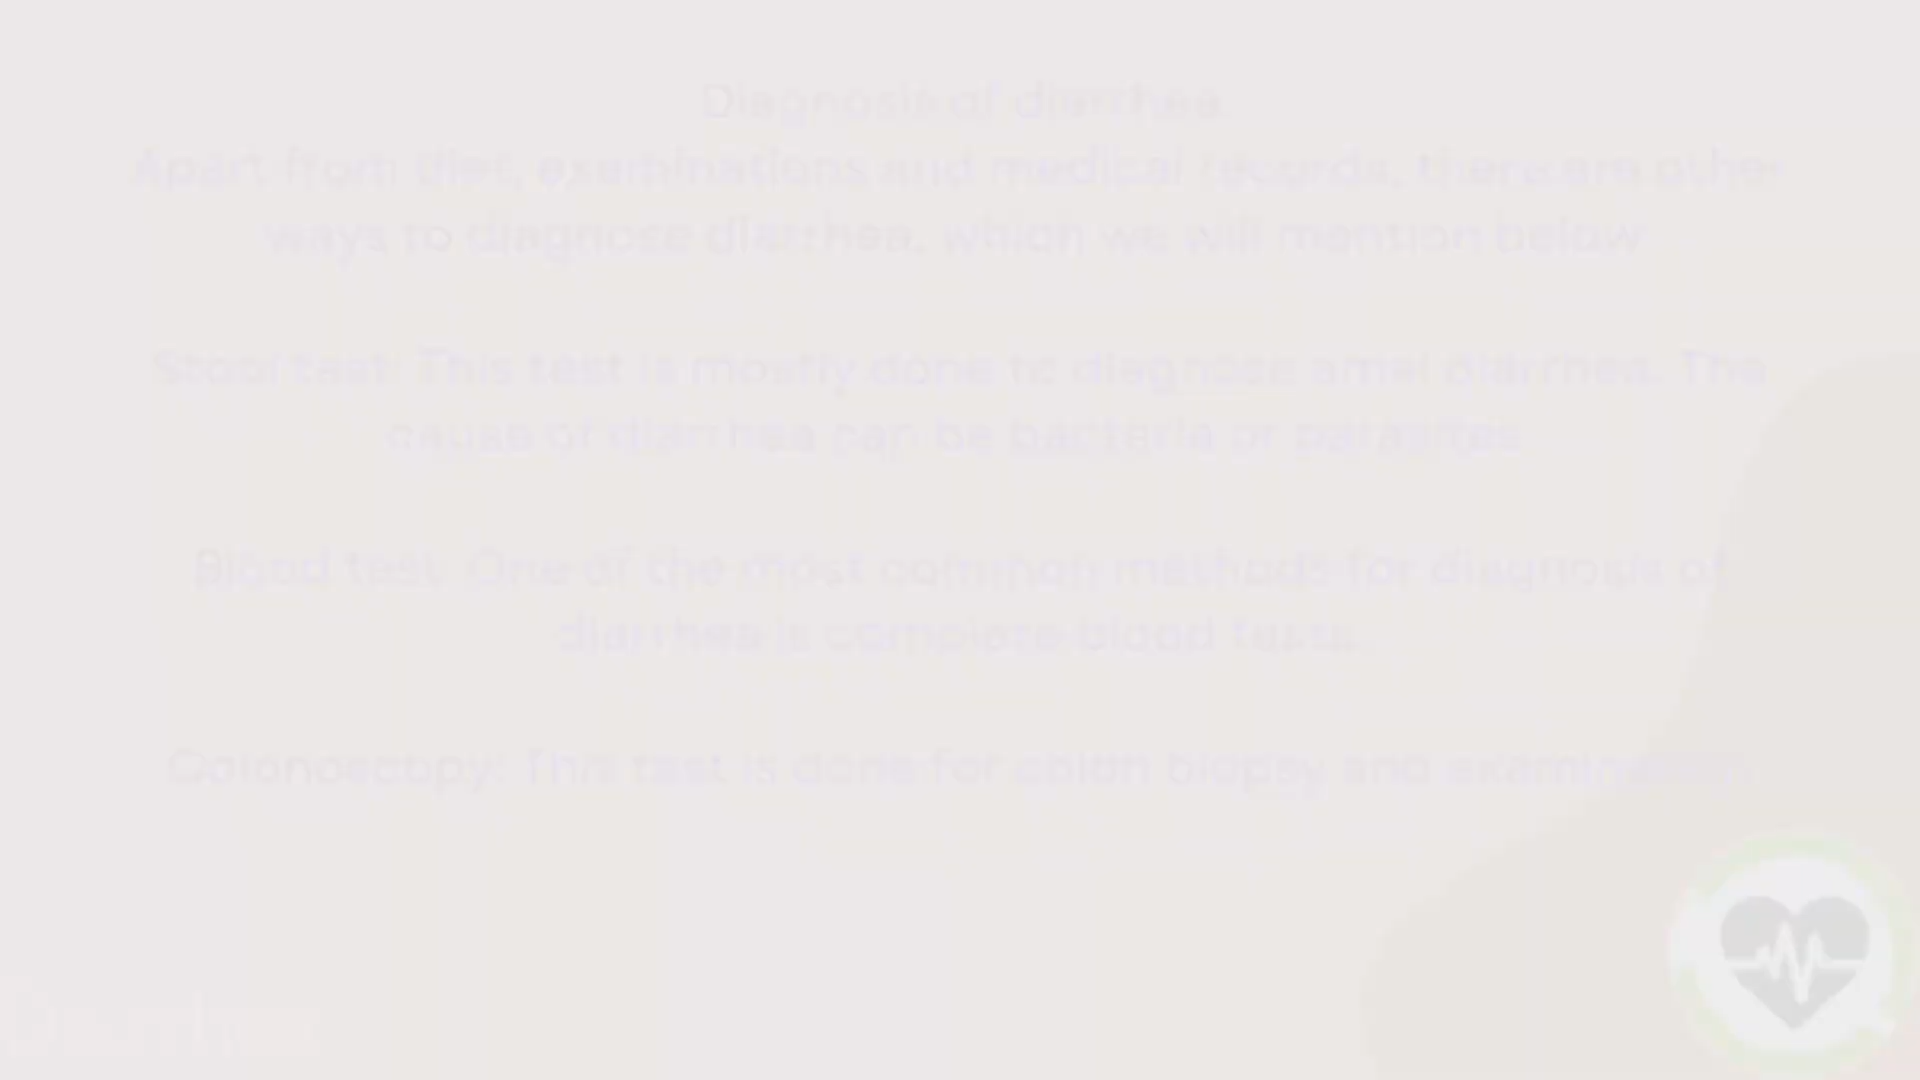 Diagnosis of diarrhea
Apart from diet, examinations and medical records, there are other
ways to diagnose diarrhea, which we will mention below
Stool test: This test is mostly done to diagnose diarrhea. The
cause of diarrhea can be bacteria or parasites
Blood test: One of the most common methods for diagnosis of
diarrhea is complete blood tests.
Colonoscopy: This test is done for colon biopsy and examination